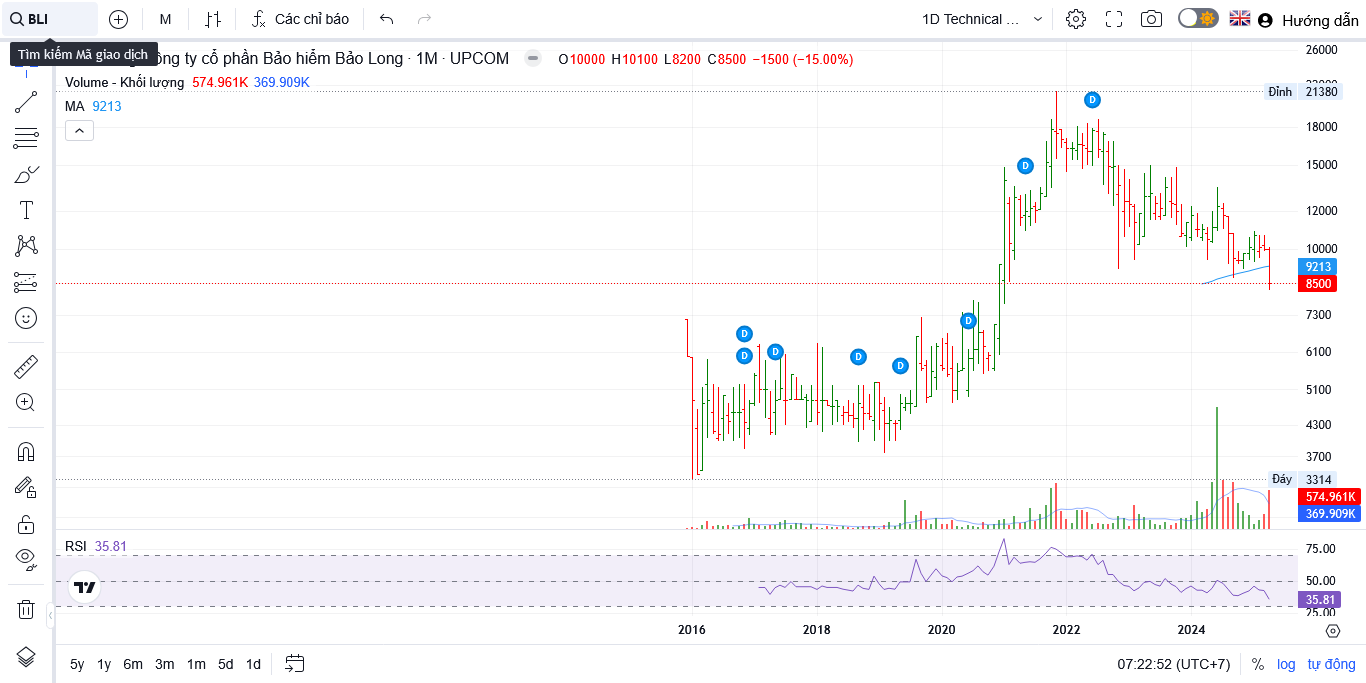 BLI
M
Các chỉ báo
1D Technical ...
Hướng dẫn
Tìm kiếm Mã giao dịch
ông ty cổ phần Bảo hiểm Bảo Long · 1M · UPCOM
O10000 H10100 L8200 C8500 −1500 (−15.00%)
Volume - Khối lượng 574.961K 369.909K
MA 9213
26000
Đỉnh 21380
18000
15000
12000
10000
9213
8500
7300
6100
5100
4300
3700
Đáy 3314
574.961K
369.909K
D
D
D
D
D
D
D
D
RSI 35.81
75.00
50.00
35.81
25.00
2016 2018 2020 2022 2024
5y 1y 6m 3m 1m 5d 1d
07:22:52 (UTC+7) % log tự động